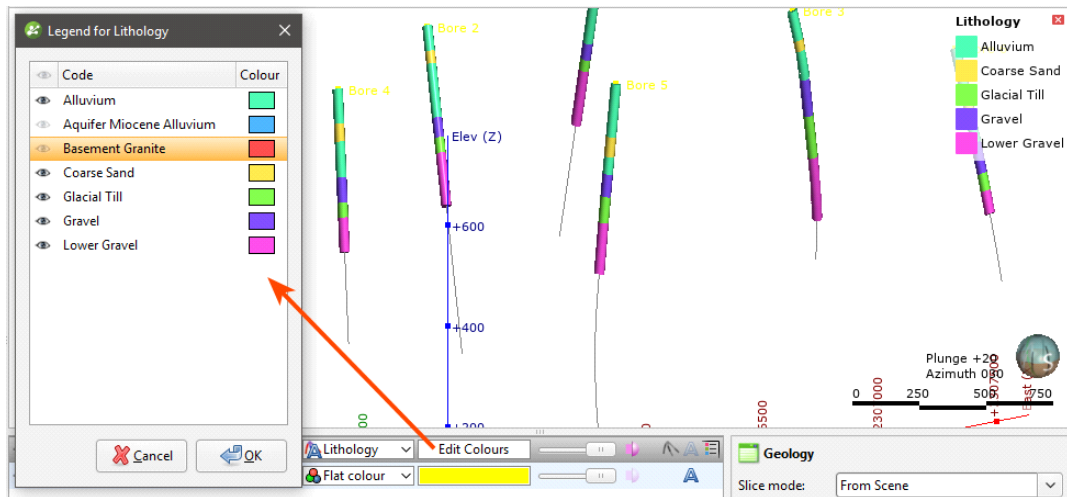 Legend for Lithology
Code Colour
Alluvium
Aquifer Miocene Alluvium
Basement Granite
Coarse Sand
Glacial Till
Gravel
Lower Gravel
Cancel OK
Bore 2
Bore 3
Bore 4
Bore 5
Elev (Z)
+600
+400
+200
Lithology
Alluvium
Coarse Sand
Glacial Till
Gravel
Lower Gravel
Plunge +20
Azimuth 030
0 250 500 750
S
Lithology Edit Colours
Flat colour
Geology
Slice mode: From Scene